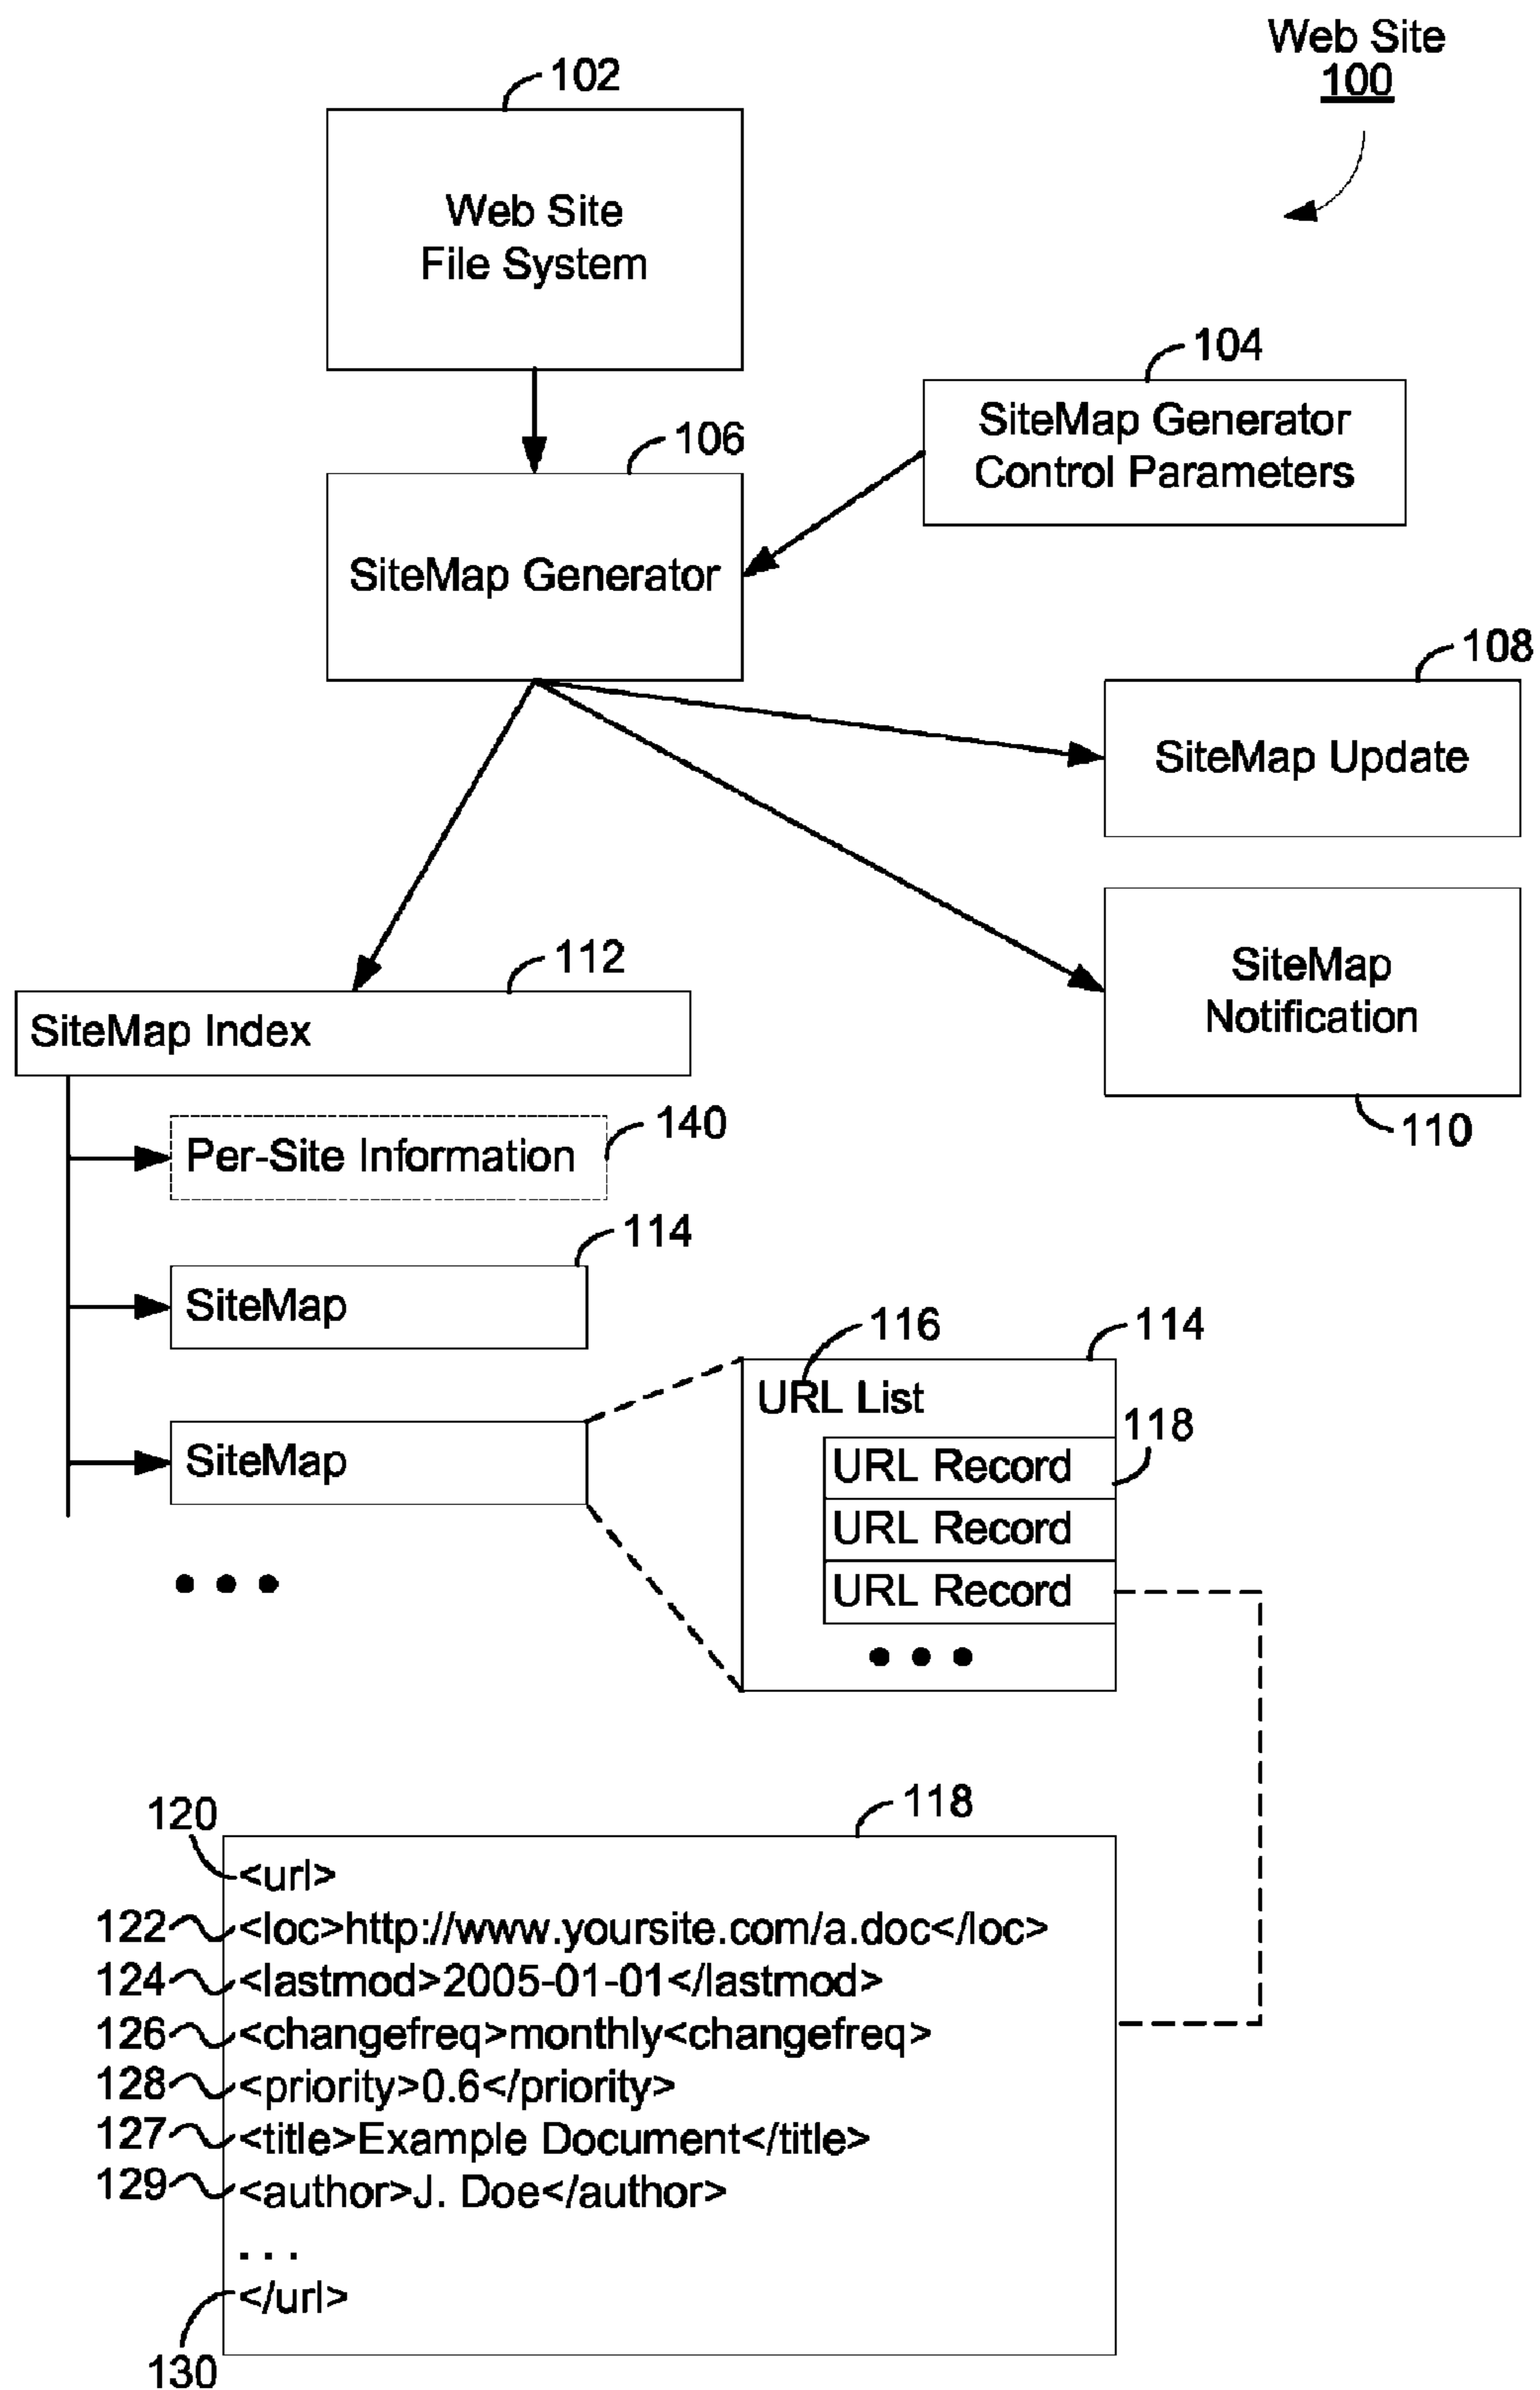 Web Site
100
102
Web Site
File System
104
SiteMap Generator
Control Parameters
106
SiteMap Generator
108
SiteMap Update
SiteMap
Notification
110
112
SiteMap Index
140
Per-Site Information
114
SiteMap
SiteMap
• • •
116
114
URL List
118
URL Record
URL Record
URL Record
• • •
118
120
<url>
122 <loc>http://www.yoursite.com/a.doc</loc>
124 <lastmod>2005-01-01</lastmod>
126 <changefreq>monthly<changefreq>
128 <priority>0.6</priority>
127 <title>Example Document</title>
129 <author>J. Doe</author>
. . .
</url>
130